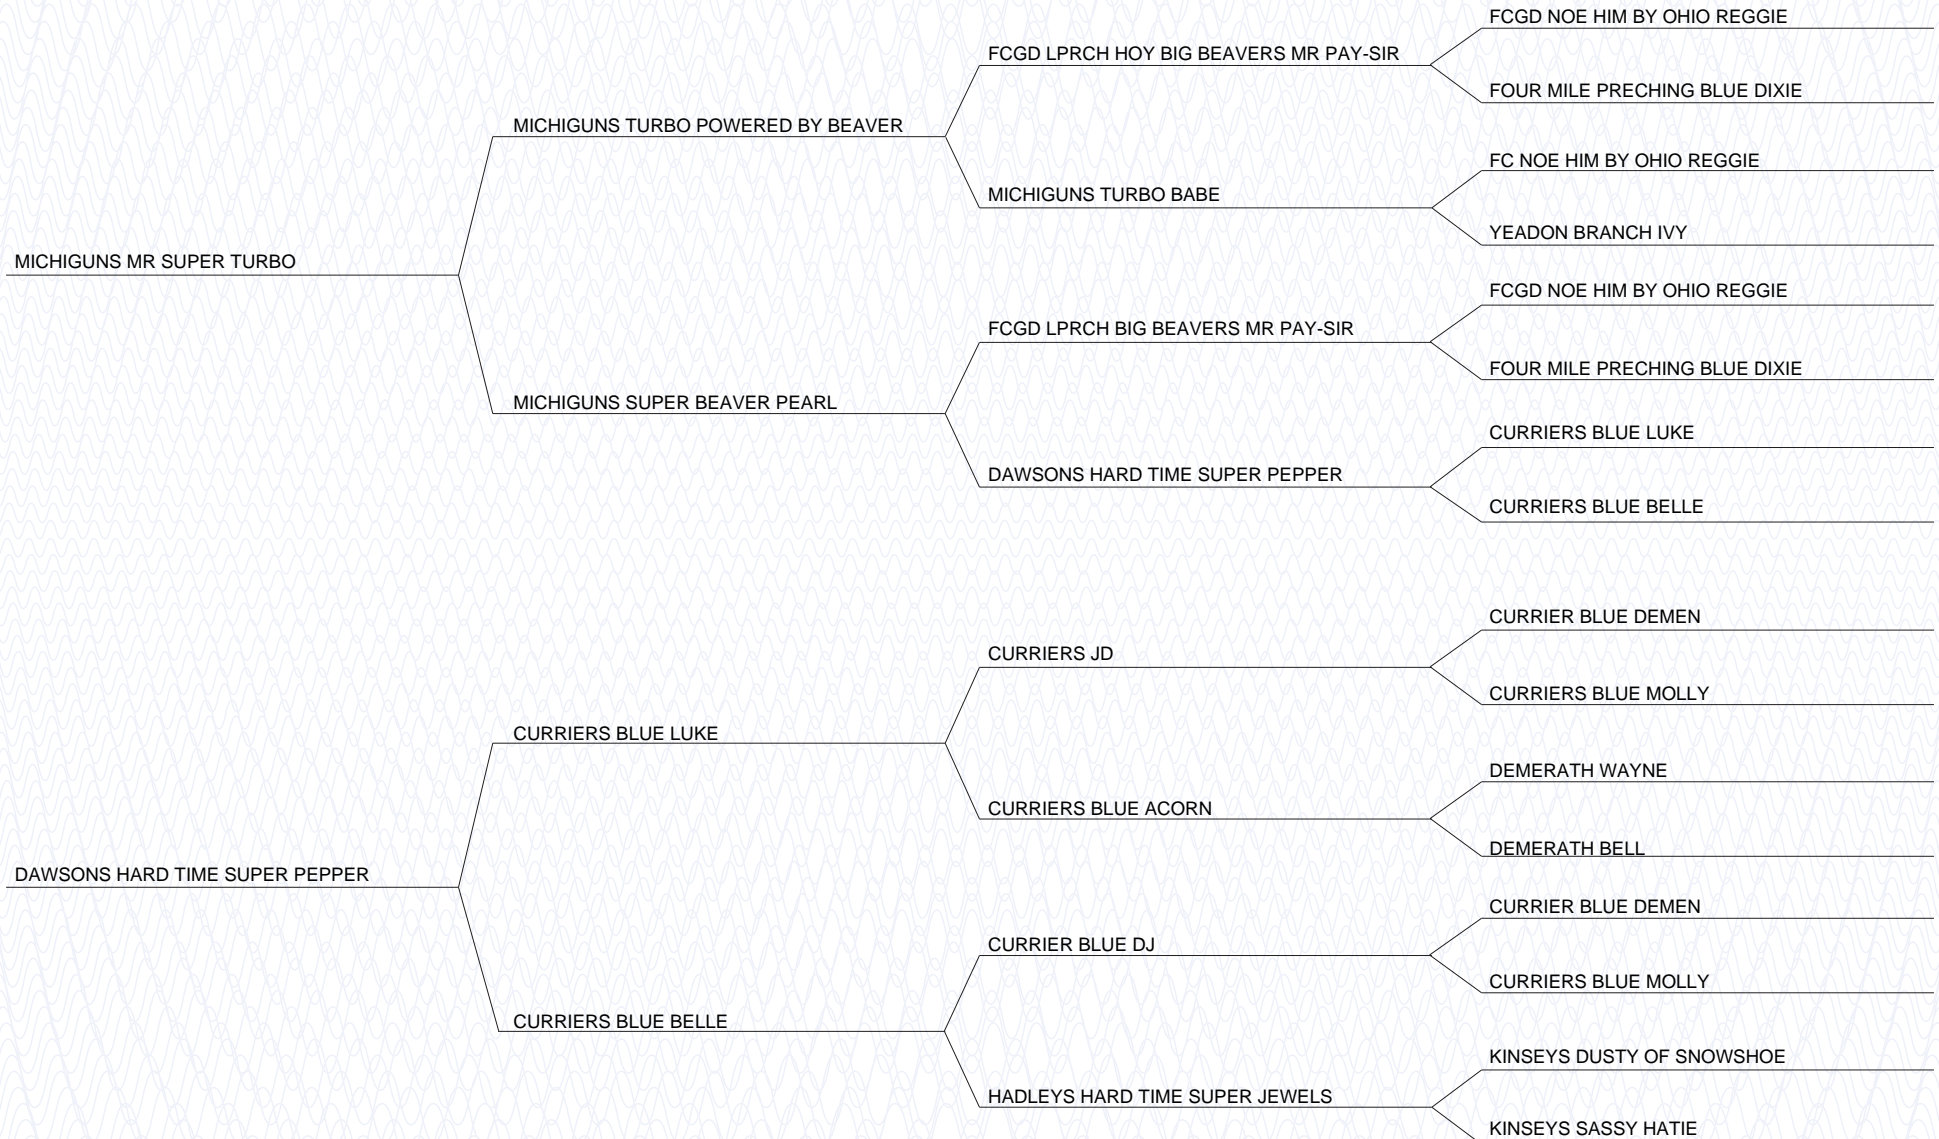 FCGD NOE HIM BY OHIO REGGIE
FCGD LPRCH HOY BIG BEAVERS MR PAY-SIR
FOUR MILE PRECHING BLUE DIXIE
MICHIGUNS TURBO POWERED BY BEAVER
FC NOE HIM BY OHIO REGGIE
MICHIGUNS TURBO BABE
YEADON BRANCH IVY
MICHIGUNS MR SUPER TURBO
FCGD NOE HIM BY OHIO REGGIE
FCGD LPRCH BIG BEAVERS MR PAY-SIR
FOUR MILE PRECHING BLUE DIXIE
MICHIGUNS SUPER BEAVER PEARL
CURRIERS BLUE LUKE
DAWSONS HARD TIME SUPER PEPPER
CURRIERS BLUE BELLE
CURRIER BLUE DEMEN
CURRIERS JD
CURRIERS BLUE MOLLY
CURRIERS BLUE LUKE
DEMERATH WAYNE
CURRIERS BLUE ACORN
DEMERATH BELL
DAWSONS HARD TIME SUPER PEPPER
CURRIER BLUE DEMEN
CURRIER BLUE DJ
CURRIERS BLUE MOLLY
CURRIERS BLUE BELLE
KINSEYS DUSTY OF SNOWSHOE
HADLEYS HARD TIME SUPER JEWELS
KINSEYS SASSY HATIE